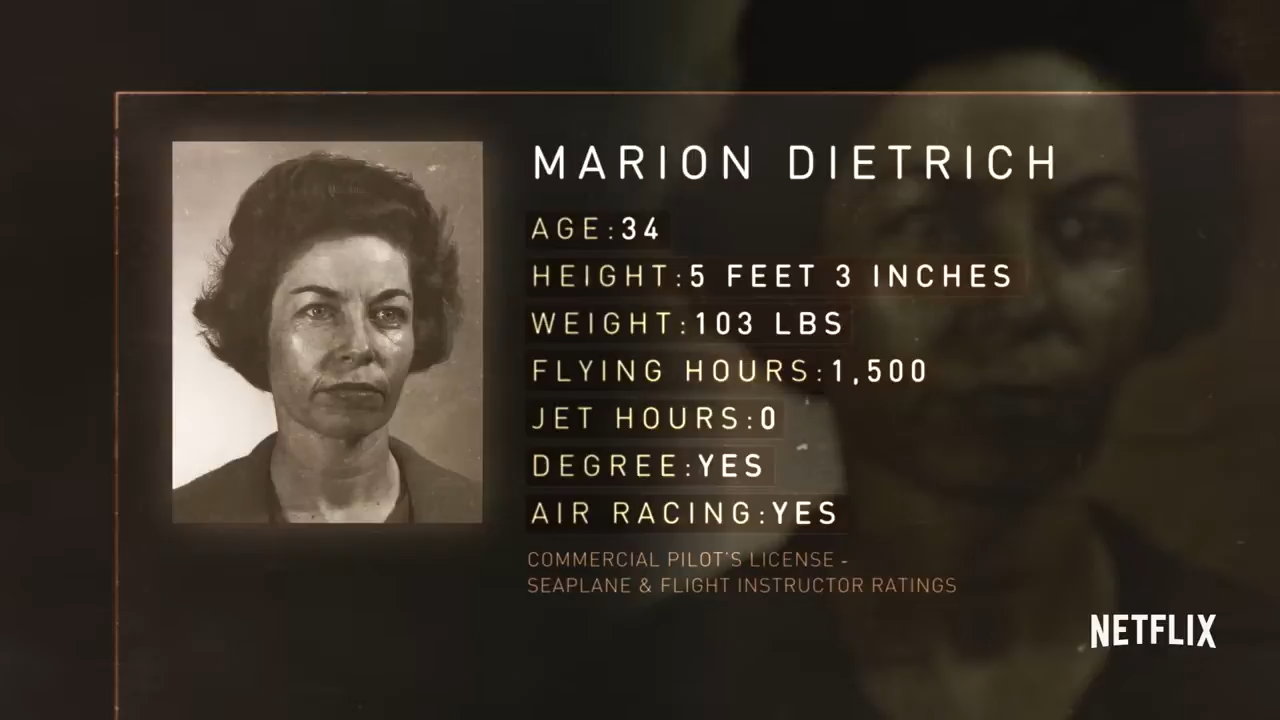 MARION DIETRICH
AGE:34
HEIGHT:5 FEET 3 INCHES
WEIGHT:103 LBS
FLYING HOURS:1,500
JET HOURS:0
DEGREE:YES
AIR RACING:YES
COMMERCIAL PILOT'S LICENSE -
SEAPLANE & FLIGHT INSTRUCTOR RATINGS
NETFLIX